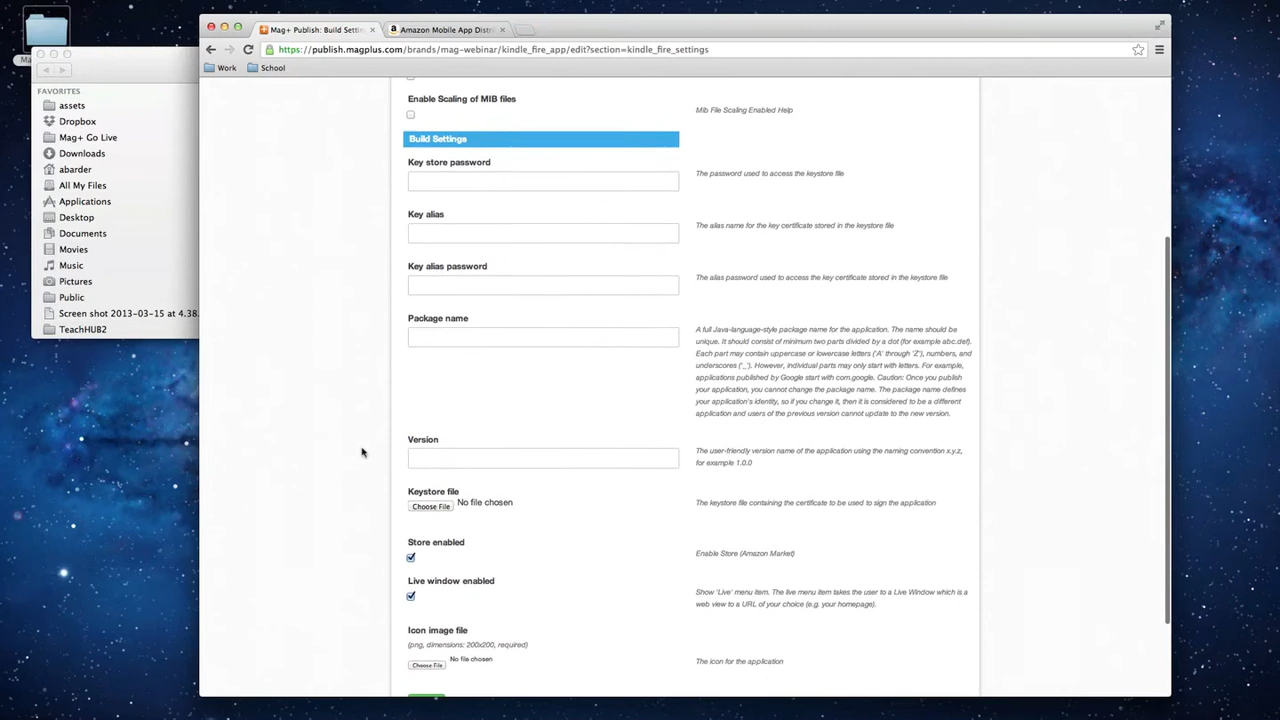 Mag+ Publish: Build Settin
Amazon Mobile App Distri
https://publish.magplus.com/brands/mag-webinar/kindle_fire_app/edit?section=kindle_fire_settings
Work
School
FAVORITES
assets
Dropbox
Mag+ Go Live
Downloads
abarder
All My Files
Applications
Desktop
Documents
Movies
Music
Pictures
Public
Screen shot 2013-03-15 at 4.38.
TeachHUB2
Enable Scaling of MIB files
Mib File Scaling Enabled Help
Build Settings
Key store password
The password used to access the keystore file
Key alias
The alias name for the key certificate stored in the keystore file
Key alias password
The alias password used to access the key certificate stored in the keystore file
Package name
A full Java-language-style package name for the application. The name should be
unique. It should consist of minimum two parts divided by a dot (for example abc.def).
Each part may contain uppercase or lowercase letters ('A' through 'Z'), numbers, and
underscores ('_'). However, individual parts may only start with letters. For example,
applications published by Google start with com.google. Caution: Once you publish
your application, you cannot change the package name. The package name defines
your application's identity, so if you change it, then it is considered to be a different
application and users of the previous version cannot update to the new version.
Version
The user-friendly version name of the application using the naming convention x.y.z,
for example 1.0.0
Keystore file
Choose File No file chosen
The keystore file containing the certificate to be used to sign the application
Store enabled
Enable Store (Amazon Market)
Live window enabled
Show 'Live' menu item. The live menu item takes the user to a Live Window which is a
web view to a URL of your choice (e.g. your homepage).
Icon image file
(png, dimensions: 200x200, required)
Choose File No file chosen
The icon for the application